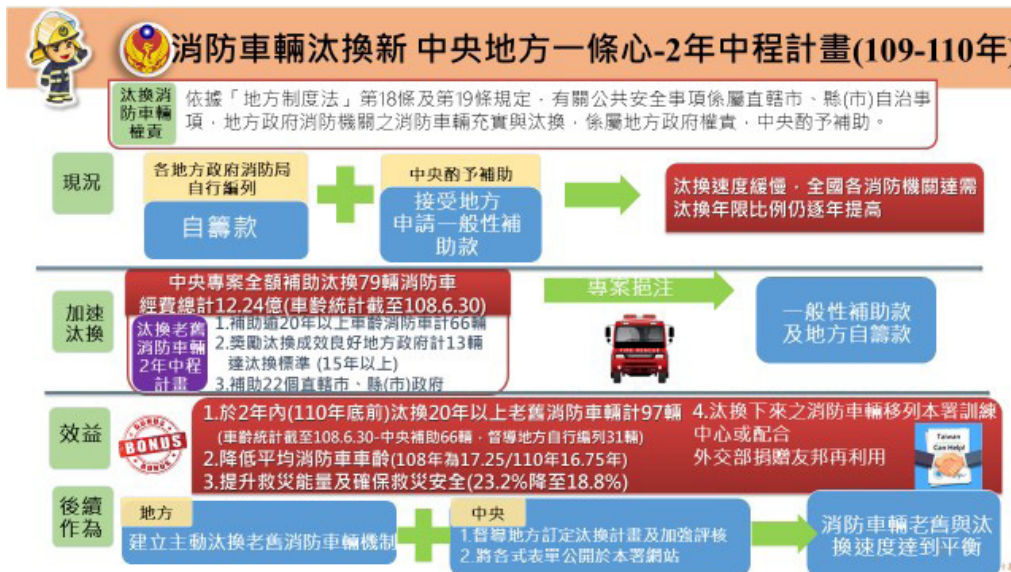 消防車輛汰換新 中央地方一條心-2年中程計畫(109-110年)
汰換消
防車輛
權責
依據「地方制度法」第18條及第19條規定，有關公共安全事項係屬直轄市、縣(市)自治事
項，地方政府消防機關之消防車輛充實與汰換，係屬地方政府權責，中央酌予補助。
現況
各地方政府消防局
自行編列
自籌款
中央酌予補助
接受地方
申請一般性補
助款
汰換速度緩慢，全國各消防機關達需
汰換年限比例仍逐年提高
加速
汰換
中央專案全額補助汰換79輛消防車
經費總計12.24億(車齡統計截至108.6.30)
汰換老舊
消防車輛
2年中程
計畫
1.補助逾20年以上車齡消防車計66輛
2.獎勵汰換成效良好地方政府計13輛
達汰換標準 (15年以上)
3.補助22個直轄市、縣(市)政府
專案挹注
FIRE RESCUE
一般性補助款
及地方自籌款
效益
BONUS
BONUS
BONUS
1.於2年內(110年底前)汰換20年以上老舊消防車輛計97輛
(車齡統計截至108.6.30-中央補助66輛，督導地方自行編列31輛)
2.降低平均消防車車齡(108年為17.25/110年16.75年)
3.提升救災能量及確保救災安全(23.2%降至18.8%)
4.汰換下來之消防車輛移列本署訓練
中心或配合
外交部捐贈友邦再利用
Taiwan
Can Help!
後續
作為
地方
建立主動汰換老舊消防車輛機制
中央
1.督導地方訂定汰換計畫及加強評核
2.將各式表單公開於本署網站
消防車輛老舊與汰
換速度達到平衡